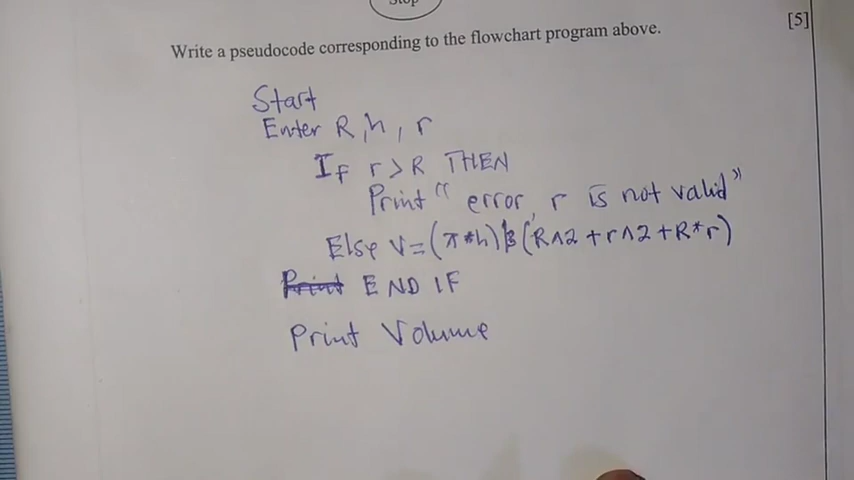 Stop
Write a pseudocode corresponding to the flowchart program above. [5]
Start
Enter R, h, r
If r > R THEN
Print " error, r is not valid"
Else V = (π*h)/3 (R^2 + r^2 + R*r)
Print END IF
Print Volume